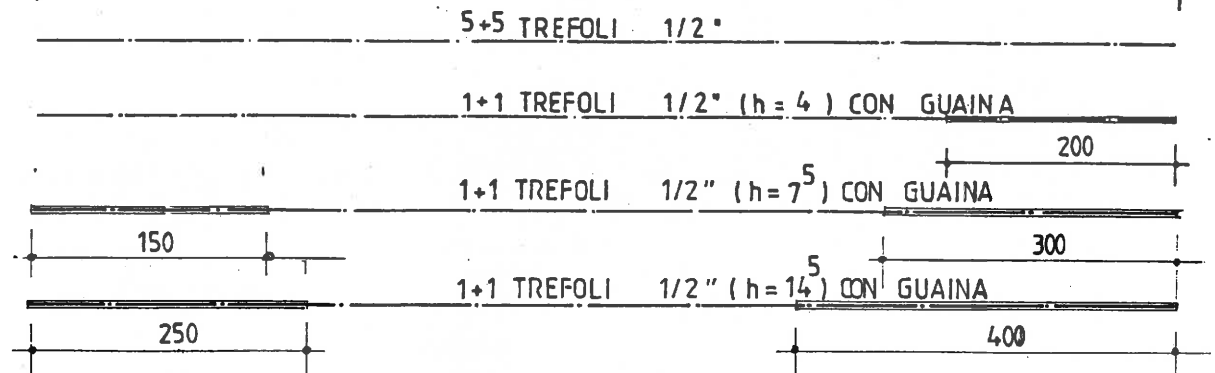 5+5 TREFOLI 1/2"
1+1 TREFOLI 1/2" (h = 4 ) CON GUAINA
200
1+1 TREFOLI 1/2" (h = 7⁵) CON GUAINA
150
300
1+1 TREFOLI 1/2" (h = 14⁵) CON GUAINA
250
400